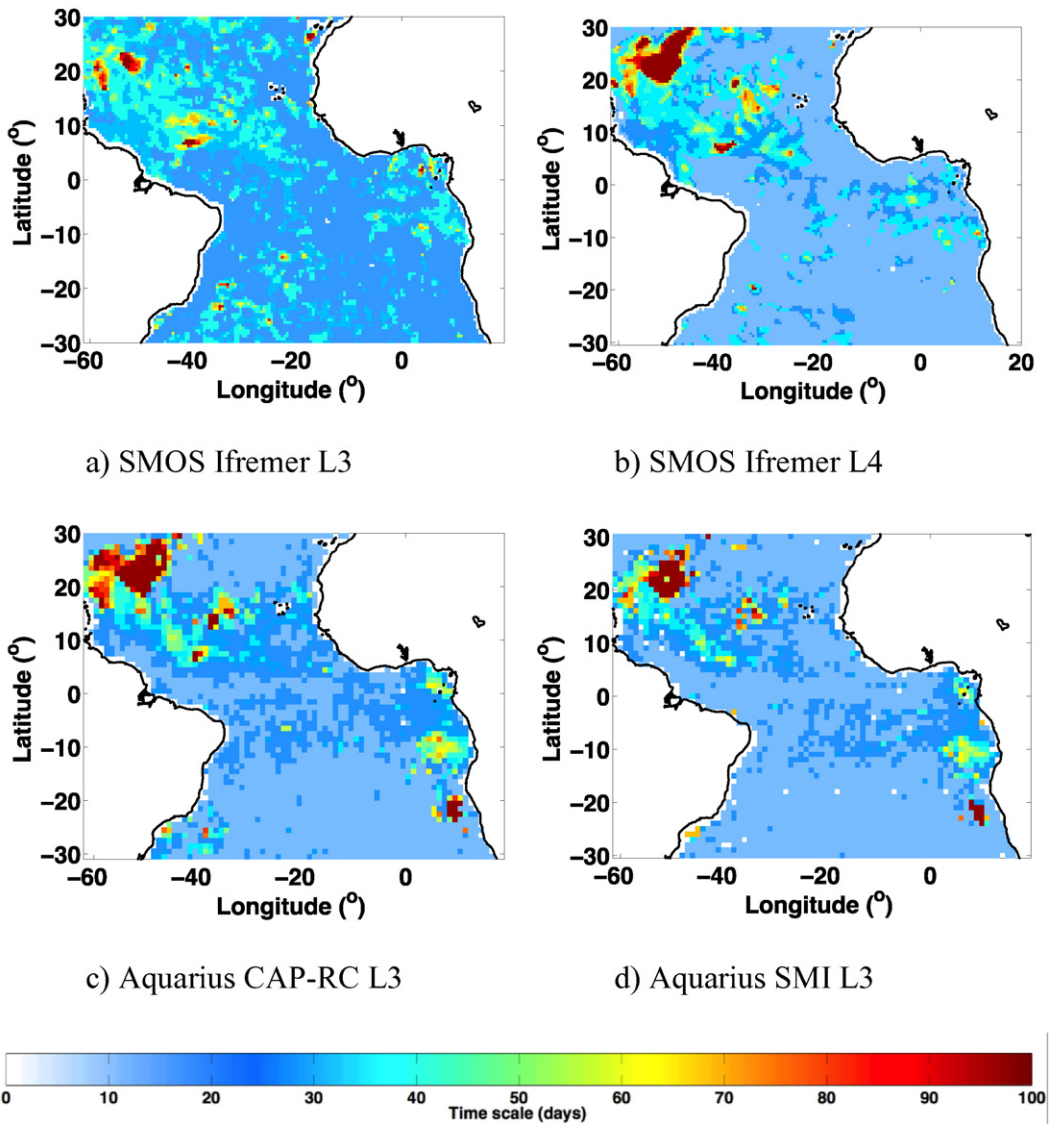 30
20
10
0
−10
−20
−30
Latitude (°)
−60 −40 −20 0
Longitude (°)
a) SMOS Ifremer L3
30
20
10
0
−10
−20
−30
Latitude (°)
−60 −40 −20 0 20
Longitude (°)
b) SMOS Ifremer L4
30
20
10
0
−10
−20
−30
Latitude (°)
−60 −40 −20 0
Longitude (°)
c) Aquarius CAP-RC L3
30
20
10
0
−10
−20
−30
Latitude (°)
−60 −40 −20 0
Longitude (°)
d) Aquarius SMI L3
0 10 20 30 40 50 60 70 80 90 100
Time scale (days)